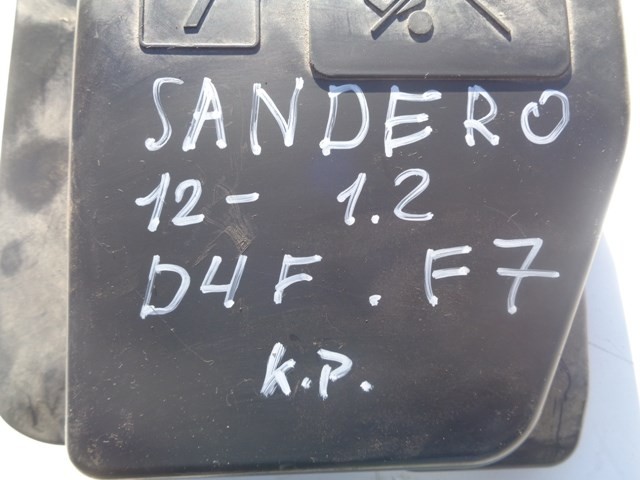 SANDERO
12- 1.2
D4F. F7
K.P.